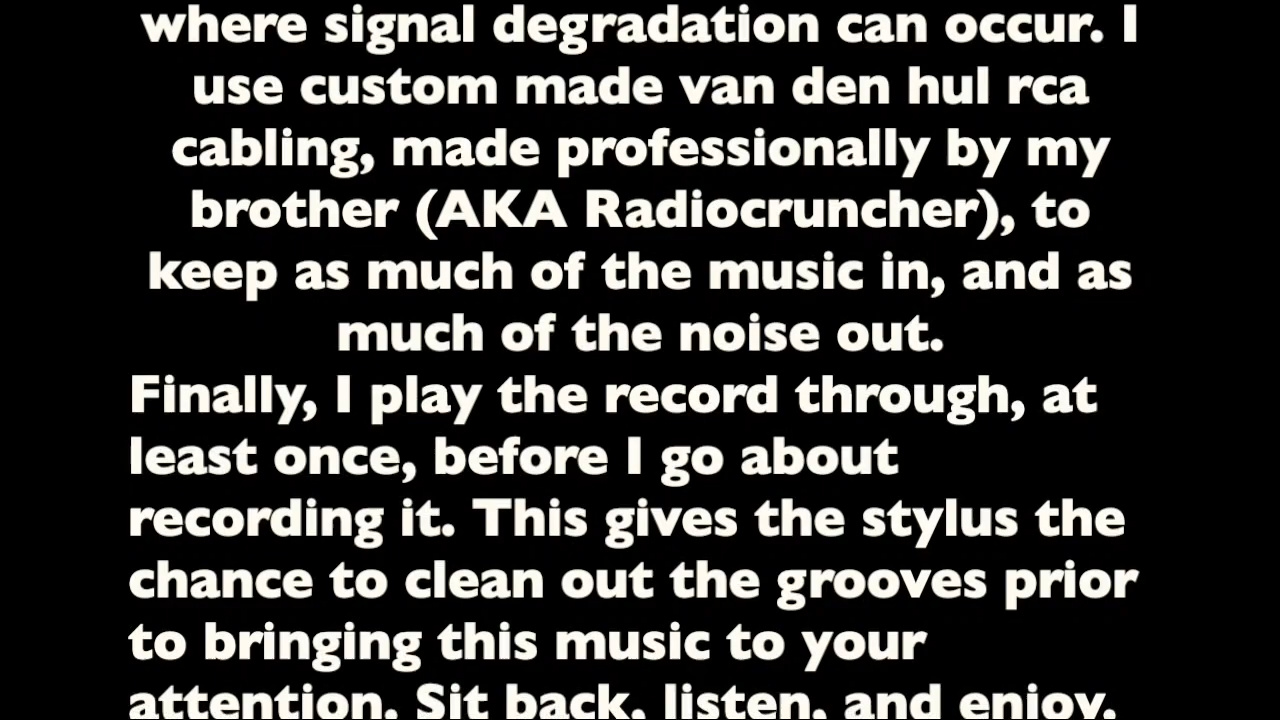 where signal degradation can occur. I
use custom made van den hul rca
cabling, made professionally by my
brother (AKA Radiocruncher), to
keep as much of the music in, and as
much of the noise out.
Finally, I play the record through, at
least once, before I go about
recording it. This gives the stylus the
chance to clean out the grooves prior
to bringing this music to your
attention. Sit back, listen, and enjoy.